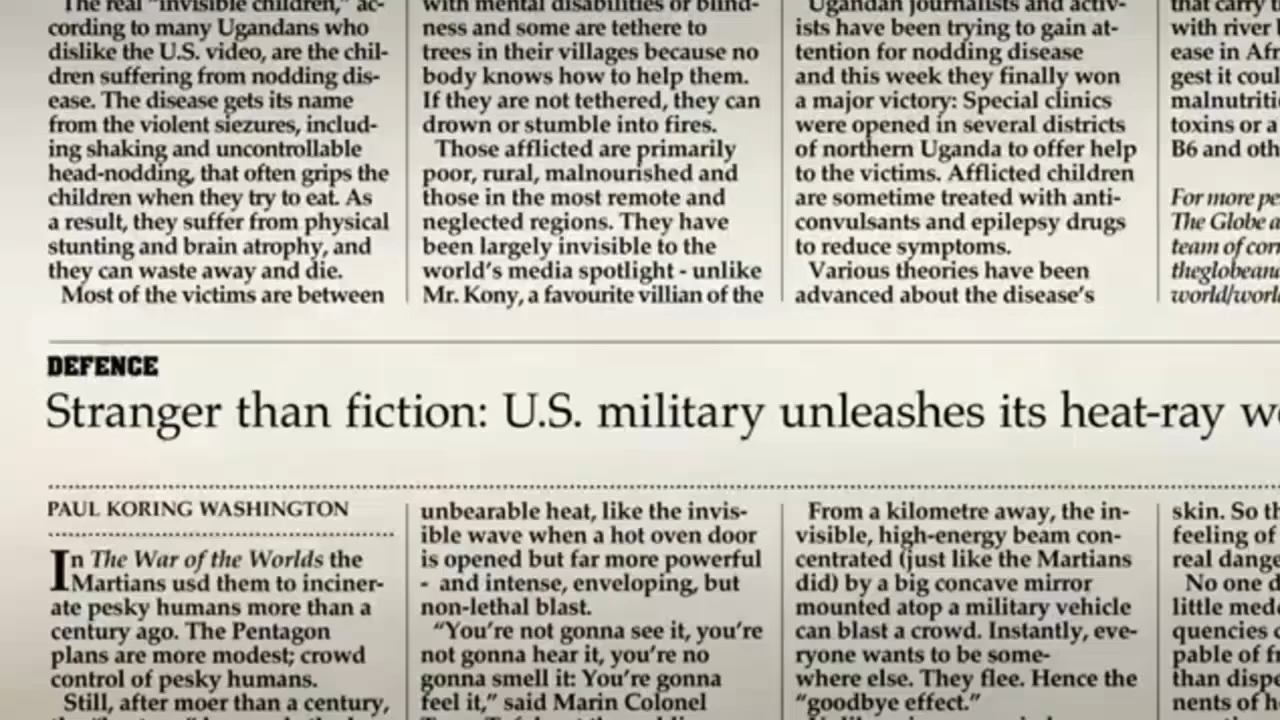 The real "invisible children," ac-
cording to many Ugandans who
dislike the U.S. video, are the chil-
dren suffering from nodding dis-
ease. The disease gets its name
from the violent siezures, includ-
ing shaking and uncontrollable
head-nodding, that often grips the
children when they try to eat. As
a result, they suffer from physical
stunting and brain atrophy, and
they can waste away and die.
Most of the victims are between
with mental disabilities or blind-
ness and some are tethere to
trees in their villages because no
body knows how to help them.
If they are not tethered, they can
drown or stumble into fires.
Those afflicted are primarily
poor, rural, malnourished and
those in the most remote and
neglected regions. They have
been largely invisible to the
world's media spotlight - unlike
Mr. Kony, a favourite villian of the
Ugandan journalists and activ-
ists have been trying to gain at-
tention for nodding disease
and this week they finally won
a major victory: Special clinics
were opened in several districts
of northern Uganda to offer help
to the victims. Afflicted children
are sometime treated with anti-
convulsants and epilepsy drugs
to reduce symptoms.
Various theories have been
advanced about the disease's
that carry t
with river
ease in Afr
gest it coul
malnutriti
toxins or a
B6 and oth
For more pe
The Globe a
team of cor
theglobeand
world/world
DEFENCE
Stranger than fiction: U.S. military unleashes its heat-ray we
PAUL KORING WASHINGTON
In The War of the Worlds the
Martians usd them to inciner-
ate pesky humans more than a
century ago. The Pentagon
plans are more modest; crowd
control of pesky humans.
Still, after moer than a century,
unbearable heat, like the invis-
ible wave when a hot oven door
is opened but far more powerful
- and intense, enveloping, but
non-lethal blast.
"You're not gonna see it, you're
not gonna hear it, you're no
gonna smell it: You're gonna
feel it," said Marin Colonel
From a kilometre away, the in-
visible, high-energy beam con-
centrated (just like the Martians
did) by a big concave mirror
mounted atop a military vehicle
can blast a crowd. Instantly, eve-
ryone wants to be some-
where else. They flee. Hence the
"goodbye effect."
skin. So th
feeling of
real dange
No one d
little med
quencies
pable of fr
than dispe
nents of h